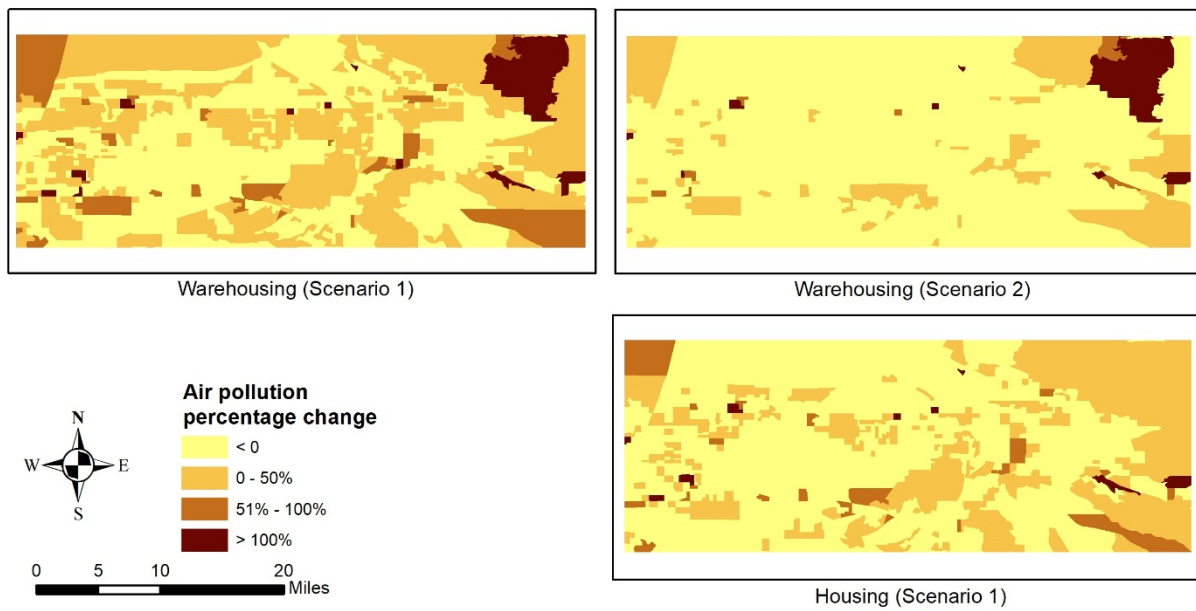 Warehousing (Scenario 1)
Warehousing (Scenario 2)
Air pollution
percentage change
< 0
0 - 50%
51% - 100%
> 100%
N
W E
S
0 5 10 20
Miles
Housing (Scenario 1)